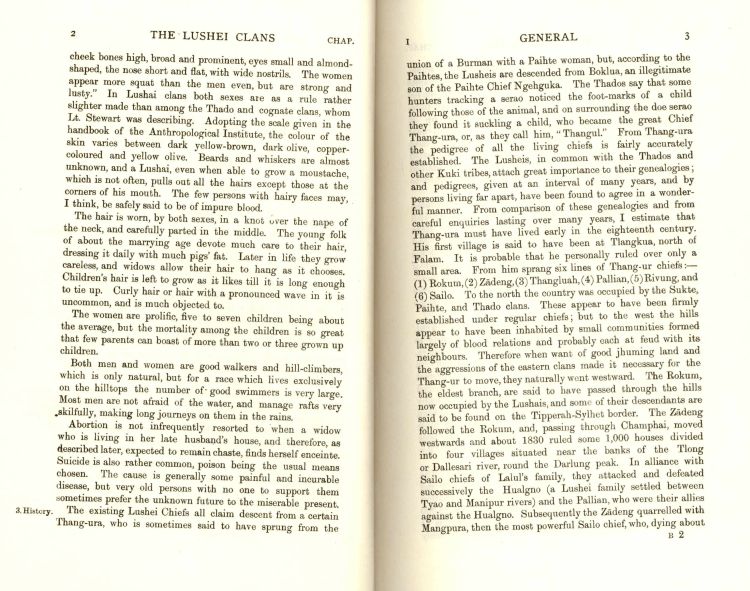 2
THE LUSHEI CLANS
CHAP.
cheek bones high, broad and prominent, eyes small and almond-
shaped, the nose short and flat, with wide nostrils. The women
appear more squat than the men even, but are strong and
lusty." In Lushai clans both sexes are as a rule rather
slighter made than among the Thado and cognate clans, whom
Lt. Stewart was describing. Adopting the scale given in the
handbook of the Anthropological Institute, the colour of the
skin varies between dark yellow-brown, dark olive, copper-
coloured and yellow olive. Beards and whiskers are almost
unknown, and a Lushai, even when able to grow a moustache,
which is not often, pulls out all the hairs except those at the
corners of his mouth. The few persons with hairy faces may,
I think, be safely said to be of impure blood.
The hair is worn, by both sexes, in a knot over the nape of
the neck, and carefully parted in the middle. The young folk
of about the marrying age devote much care to their hair,
dressing it daily with much pigs' fat. Later in life they grow
careless, and widows allow their hair to hang as it chooses.
Children's hair is left to grow as it likes till it is long enough
to tie up. Curly hair or hair with a pronounced wave in it is
uncommon, and is much objected to.
The women are prolific, five to seven children being about
the average, but the mortality among the children is so great
that few parents can boast of more than two or three grown up
children.
Both men and women are good walkers and hill-climbers,
which is only natural, but for a race which lives exclusively
on the hilltops the number of good swimmers is very large.
Most men are not afraid of the water, and manage rafts very
skilfully, making long journeys on them in the rains.
Abortion is not infrequently resorted to when a widow
who is living in her late husband's house, and therefore, as
described later, expected to remain chaste, finds herself enceinte.
Suicide is also rather common, poison being the usual means
chosen. The cause is generally some painful and incurable
disease, but very old persons with no one to support them
sometimes prefer the unknown future to the miserable present.
3. History. The existing Lushei Chiefs all claim descent from a certain
Thang-ura, who is sometimes said to have sprung from the
I
GENERAL
3
union of a Burman with a Paihte woman, but, according to the
Paihtes, the Lusheis are descended from Boklua, an illegitimate
son of the Paihte Chief Ngehguka. The Thados say that some
hunters tracking a serao noticed the foot-marks of a child
following those of the animal, and on surrounding the doe serao
they found it suckling a child, who became the great Chief
Thang-ura, or, as they call him, "Thangul." From Thang-ura
the pedigree of all the living chiefs is fairly accurately
established. The Lusheis, in common with the Thados and
other Kuki tribes, attach great importance to their genealogies;
and pedigrees, given at an interval of many years, and by
persons living far apart, have been found to agree in a wonder-
ful manner. From comparison of these genealogies and from
careful enquiries lasting over many years, I estimate that
Thang-ura must have lived early in the eighteenth century.
His first village is said to have been at Tlangkua, north of
Falam. It is probable that he personally ruled over only a
small area. From him sprang six lines of Thang-ur chiefs:—
(1) Rokum, (2) Zādeng, (3) Thangluah, (4) Pallian, (5) Rivung, and
(6) Sailo. To the north the country was occupied by the Sukte,
Paihte, and Thado clans. These appear to have been firmly
established under regular chiefs; but to the west the hills
appear to have been inhabited by small communities formed
largely of blood relations and probably each at feud with its
neighbours. Therefore when want of good jhuming land and
the aggressions of the eastern clans made it necessary for the
Thang-ur to move, they naturally went westward. The Rokum,
the eldest branch, are said to have passed through the hills
now occupied by the Lushais, and some of their descendants are
said to be found on the Tipperah-Sylhet border. The Zādeng
followed the Rokum, and, passing through Champhai, moved
westwards and about 1830 ruled some 1,000 houses divided
into four villages situated near the banks of the Tlong
or Dallesari river, round the Darlung peak. In alliance with
Sailo chiefs of Lalul's family, they attacked and defeated
successively the Hualgno (a Lushei family settled between
Tyao and Manipur rivers) and the Pallian, who were their allies
against the Hualgno. Subsequently the Zādeng quarrelled with
Mangpura, then the most powerful Sailo chief, who, dying about
B 2